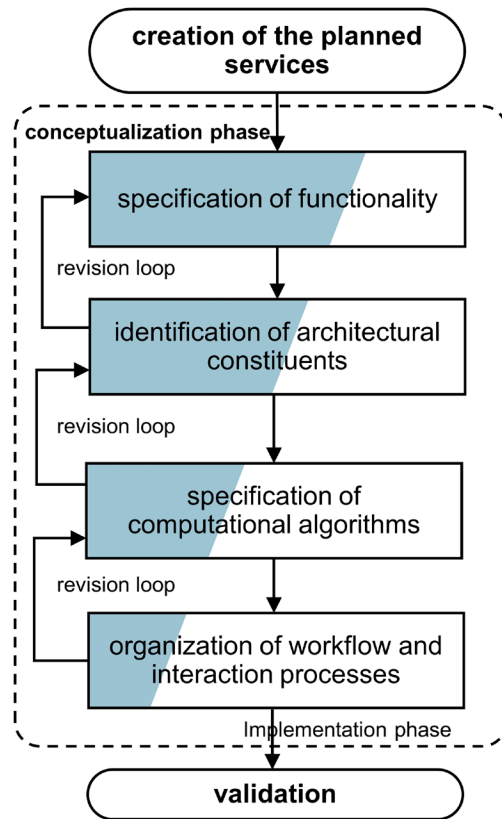 creation of the planned
services
conceptualization phase
specification of functionality
revision loop
identification of architectural
constituents
revision loop
specification of
computational algorithms
revision loop
organization of workflow and
interaction processes
Implementation phase
validation